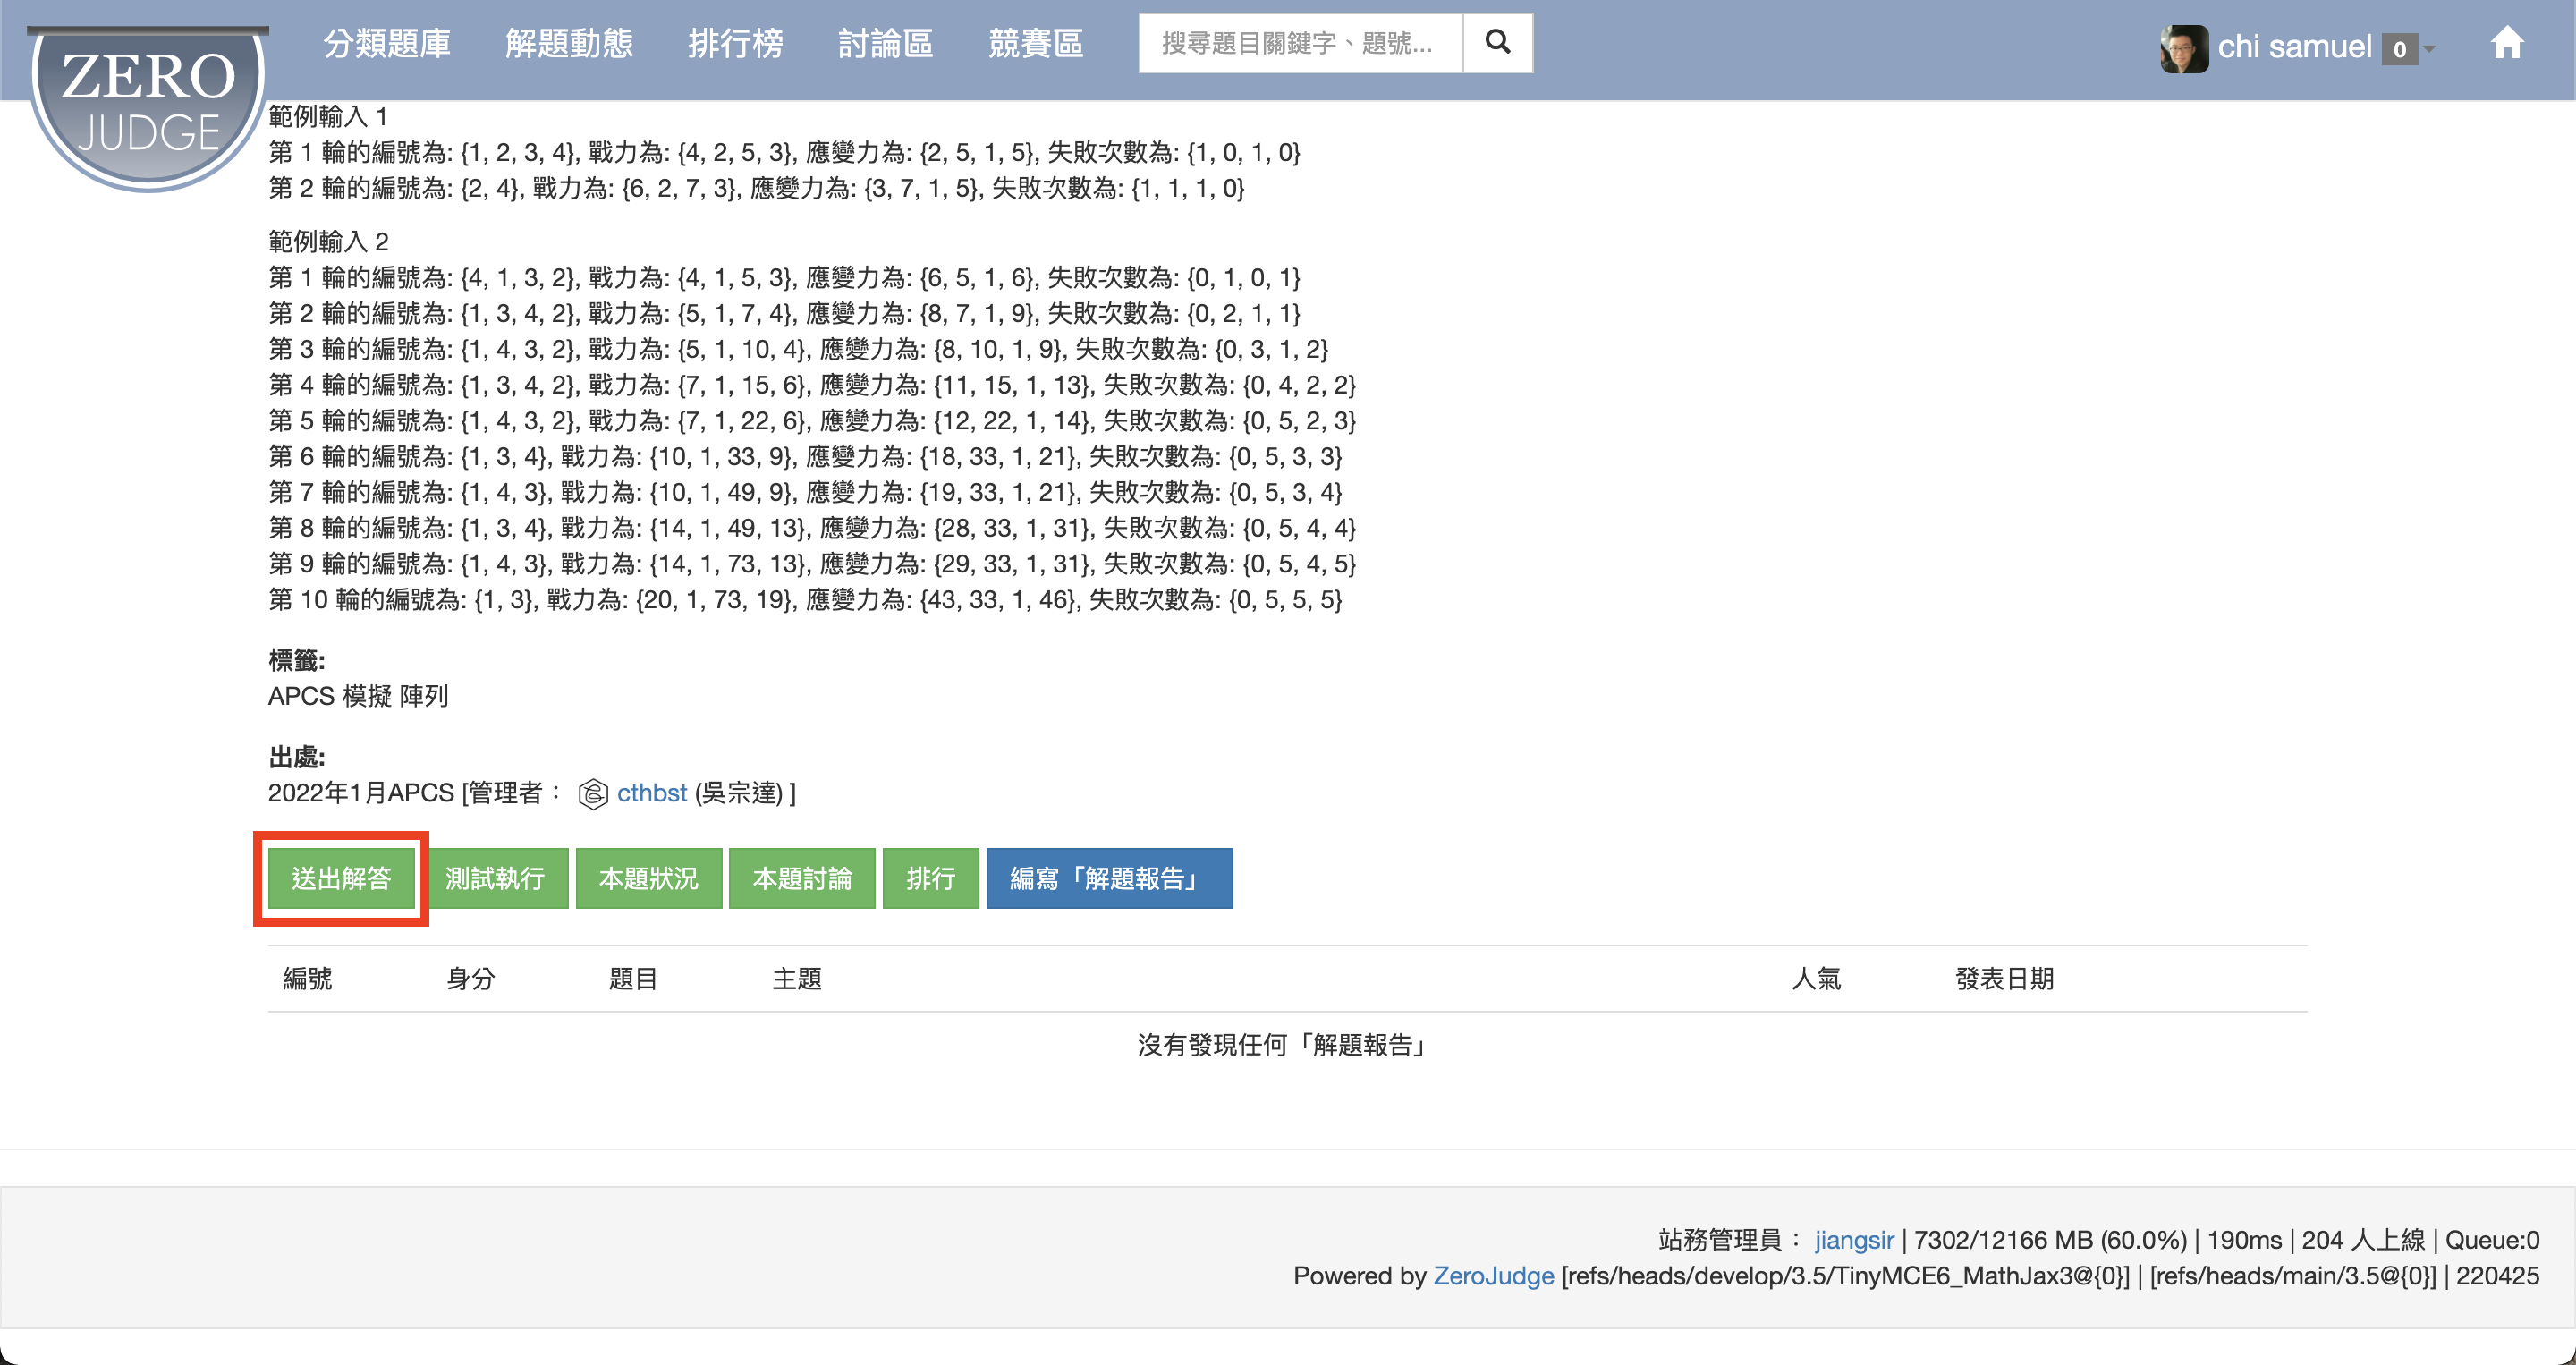 ZERO
JUDGE
分類題庫 解題動態 排行榜 討論區 競賽區 搜尋題目關鍵字、題號... chi samuel 0
範例輸入 1
第 1 輪的編號為: {1, 2, 3, 4}, 戰力為: {4, 2, 5, 3}, 應變力為: {2, 5, 1, 5}, 失敗次數為: {1, 0, 1, 0}
第 2 輪的編號為: {2, 4}, 戰力為: {6, 2, 7, 3}, 應變力為: {3, 7, 1, 5}, 失敗次數為: {1, 1, 1, 0}
範例輸入 2
第 1 輪的編號為: {4, 1, 3, 2}, 戰力為: {4, 1, 5, 3}, 應變力為: {6, 5, 1, 6}, 失敗次數為: {0, 1, 0, 1}
第 2 輪的編號為: {1, 3, 4, 2}, 戰力為: {5, 1, 7, 4}, 應變力為: {8, 7, 1, 9}, 失敗次數為: {0, 2, 1, 1}
第 3 輪的編號為: {1, 4, 3, 2}, 戰力為: {5, 1, 10, 4}, 應變力為: {8, 10, 1, 9}, 失敗次數為: {0, 3, 1, 2}
第 4 輪的編號為: {1, 3, 4, 2}, 戰力為: {7, 1, 15, 6}, 應變力為: {11, 15, 1, 13}, 失敗次數為: {0, 4, 2, 2}
第 5 輪的編號為: {1, 4, 3, 2}, 戰力為: {7, 1, 22, 6}, 應變力為: {12, 22, 1, 14}, 失敗次數為: {0, 5, 2, 3}
第 6 輪的編號為: {1, 3, 4}, 戰力為: {10, 1, 33, 9}, 應變力為: {18, 33, 1, 21}, 失敗次數為: {0, 5, 3, 3}
第 7 輪的編號為: {1, 4, 3}, 戰力為: {10, 1, 49, 9}, 應變力為: {19, 33, 1, 21}, 失敗次數為: {0, 5, 3, 4}
第 8 輪的編號為: {1, 3, 4}, 戰力為: {14, 1, 49, 13}, 應變力為: {28, 33, 1, 31}, 失敗次數為: {0, 5, 4, 4}
第 9 輪的編號為: {1, 4, 3}, 戰力為: {14, 1, 73, 13}, 應變力為: {29, 33, 1, 31}, 失敗次數為: {0, 5, 4, 5}
第 10 輪的編號為: {1, 3}, 戰力為: {20, 1, 73, 19}, 應變力為: {43, 33, 1, 46}, 失敗次數為: {0, 5, 5, 5}
標籤:
APCS 模擬 陣列
出處:
2022年1月APCS [管理者： cthbst (吳宗達) ]
送出解答 測試執行 本題狀況 本題討論 排行 編寫「解題報告」
編號 身分 題目 主題 人氣 發表日期
沒有發現任何「解題報告」
站務管理員： jiangsir | 7302/12166 MB (60.0%) | 190ms | 204 人上線 | Queue:0
Powered by ZeroJudge [refs/heads/develop/3.5/TinyMCE6_MathJax3@{0}] | [refs/heads/main/3.5@{0}] | 220425